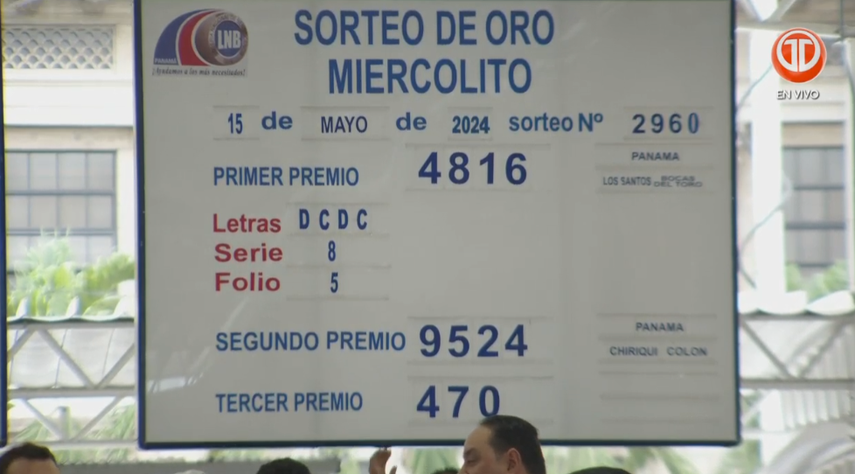 LNB
PANAMÁ
¡Ayudamos a los más necesitados!
SORTEO DE ORO
MIERCOLITO
EN VIVO
15 de MAYO de 2024 sorteo Nº 2960
PRIMER PREMIO 4816 PANAMA
LOS SANTOS BOCAS DEL TORO
Letras D C D C
Serie 8
Folio 5
SEGUNDO PREMIO 9524 PANAMA
CHIRIQUI COLON
TERCER PREMIO 470